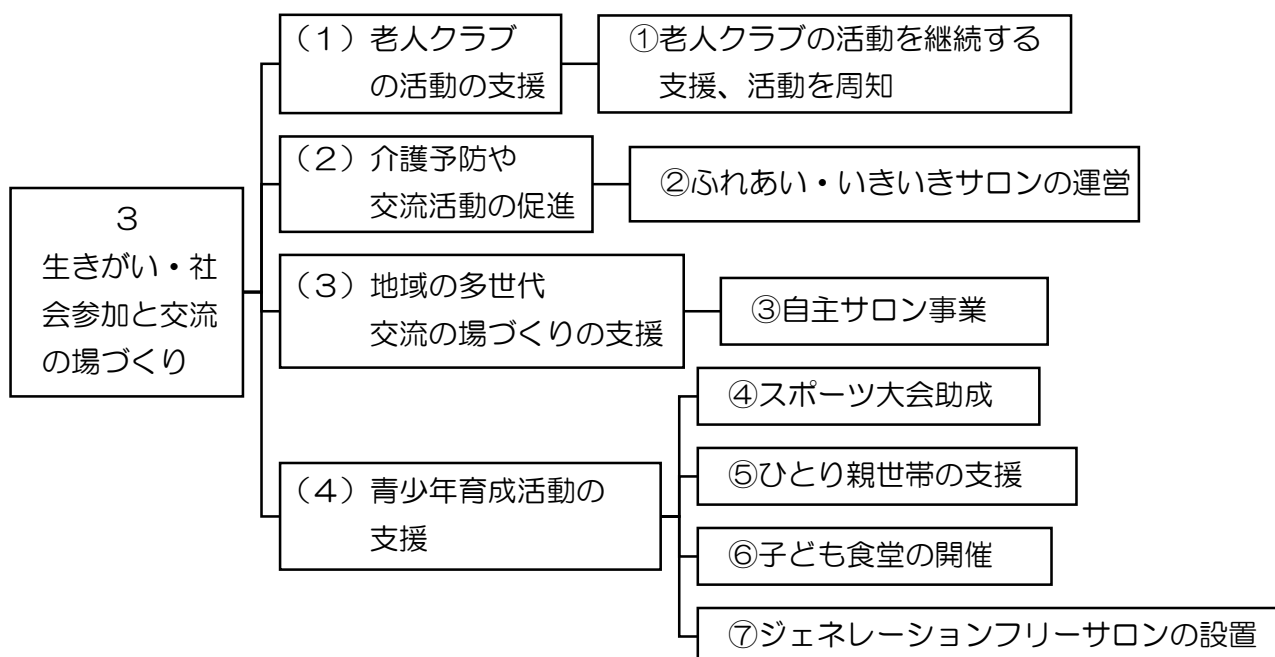 3
生きがい・社
会参加と交流
の場づくり
（1）老人クラブ
の活動の支援
①老人クラブの活動を継続する
支援、活動を周知
（2）介護予防や
交流活動の促進
②ふれあい・いきいきサロンの運営
（3）地域の多世代
交流の場づくりの支援
③自主サロン事業
（4）青少年育成活動の
支援
④スポーツ大会助成
⑤ひとり親世帯の支援
⑥子ども食堂の開催
⑦ジェネレーションフリーサロンの設置